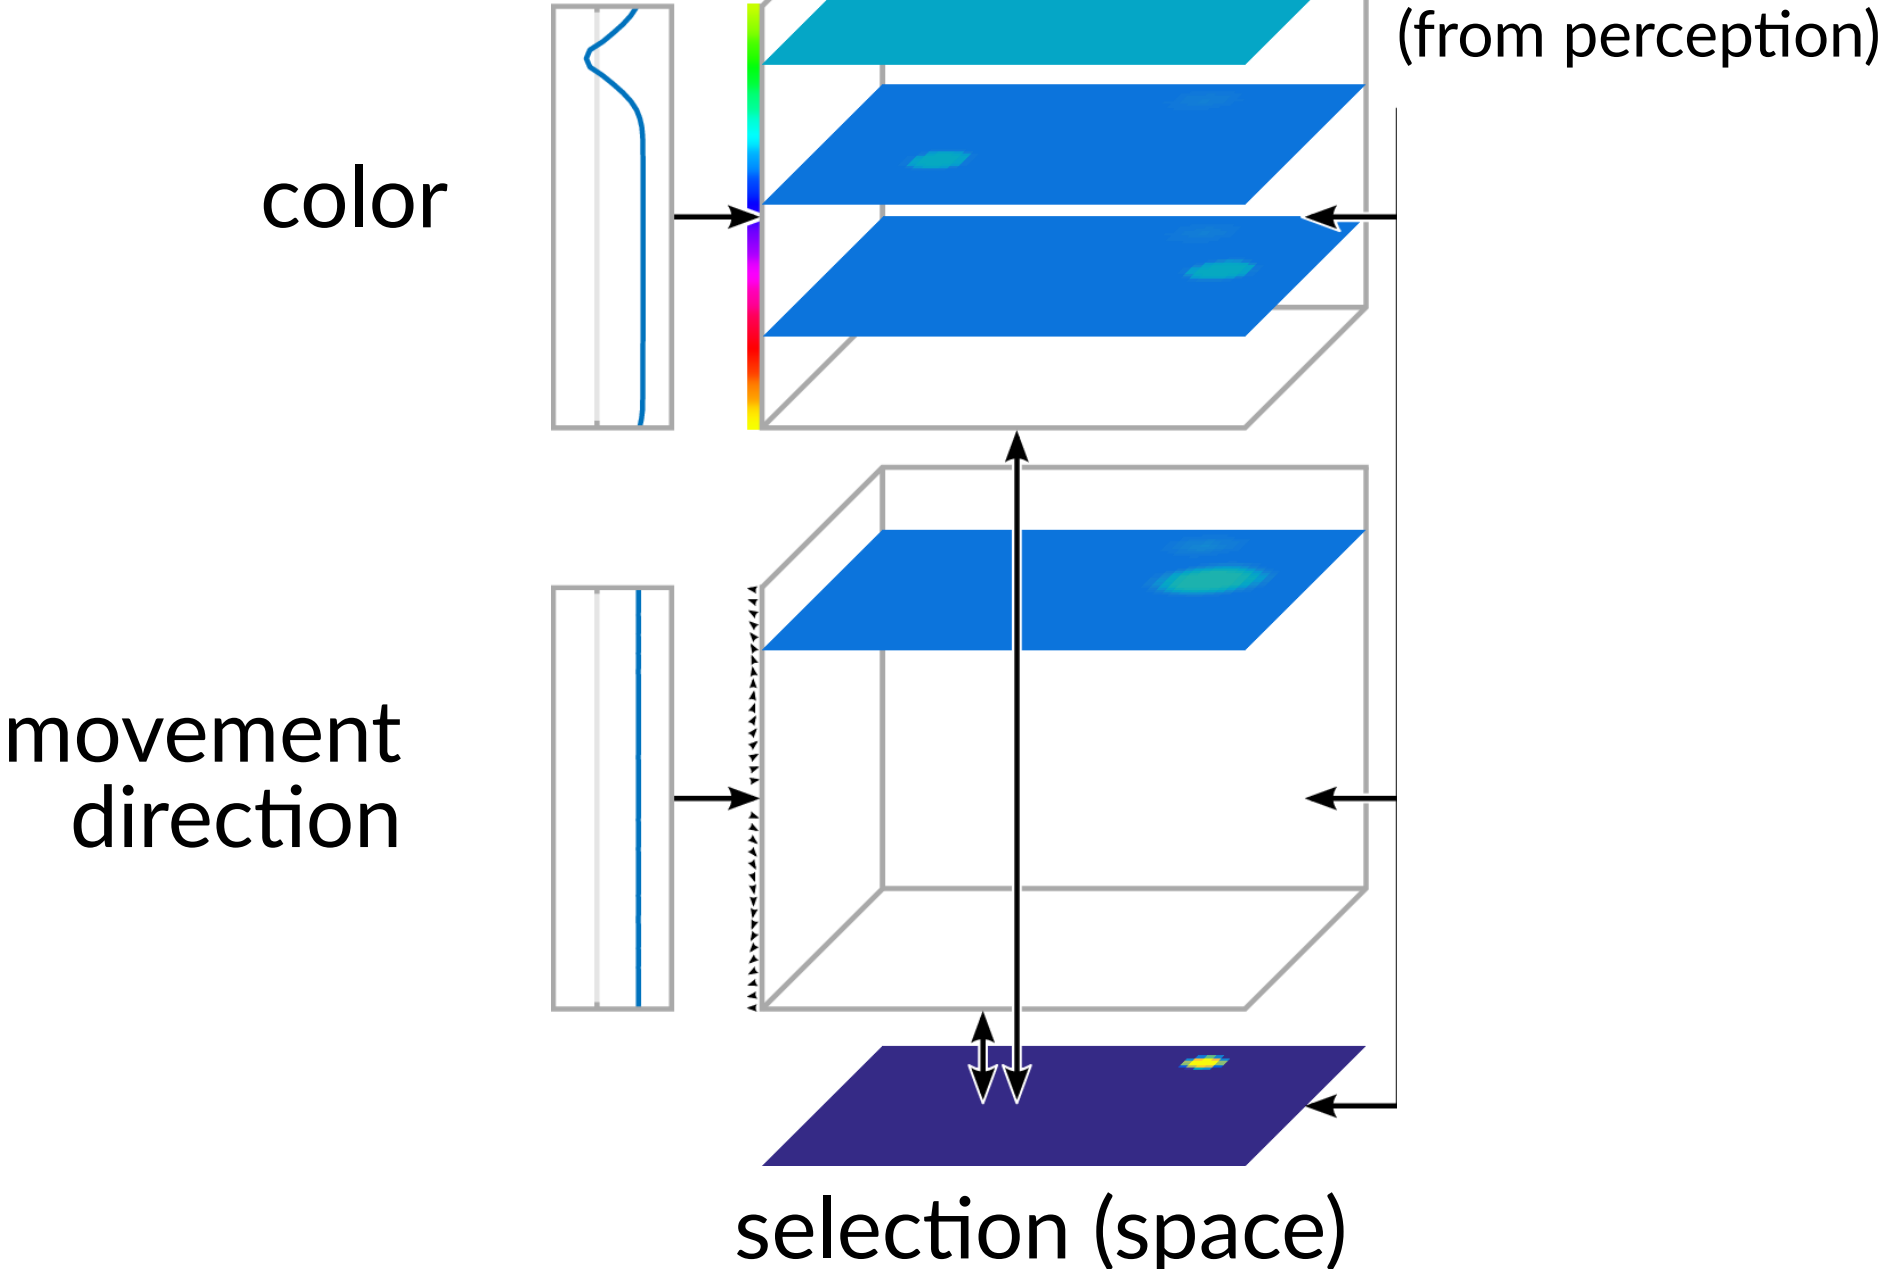 (from perception)
color
movement
direction
selection (space)